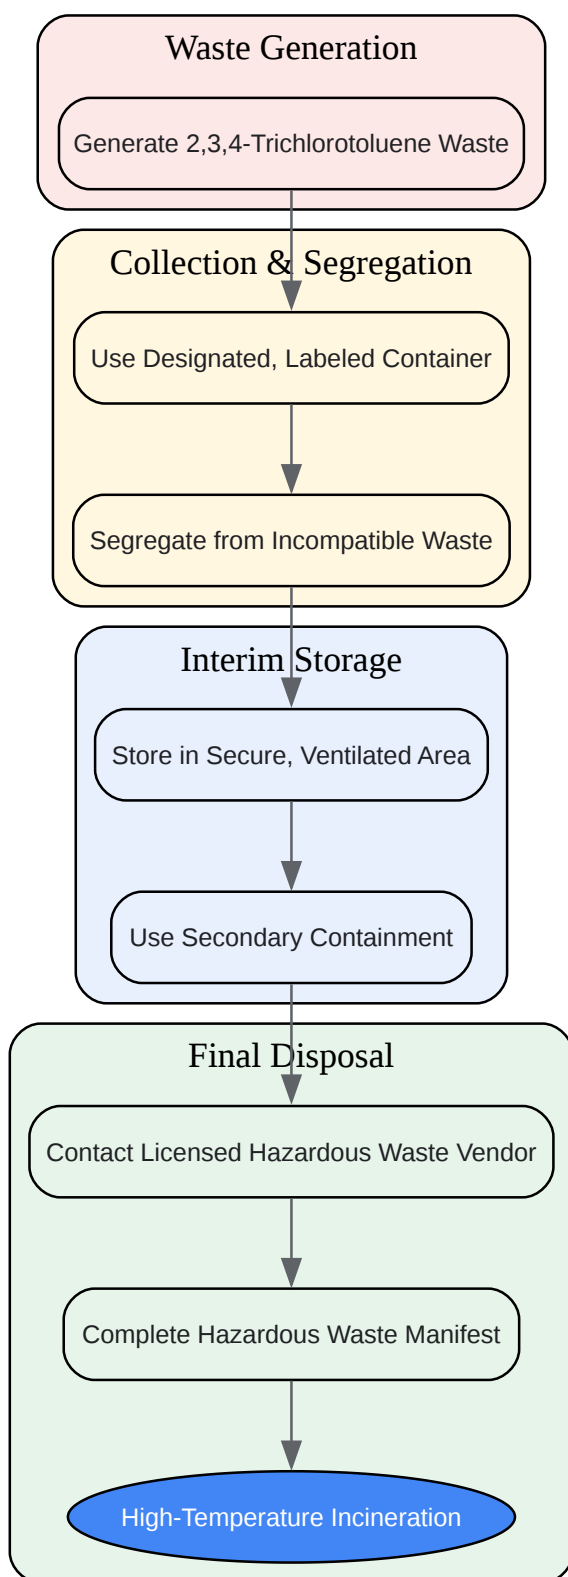 Waste Generation
Generate 2,3,4-Trichlorotoluene Waste
Collection & Segregation
Use Designated, Labeled Container
Segregate from Incompatible Waste
Interim Storage
Store in Secure, Ventilated Area
Use Secondary Containment
Final Disposal
Contact Licensed Hazardous Waste Vendor
Complete Hazardous Waste Manifest
High-Temperature Incineration